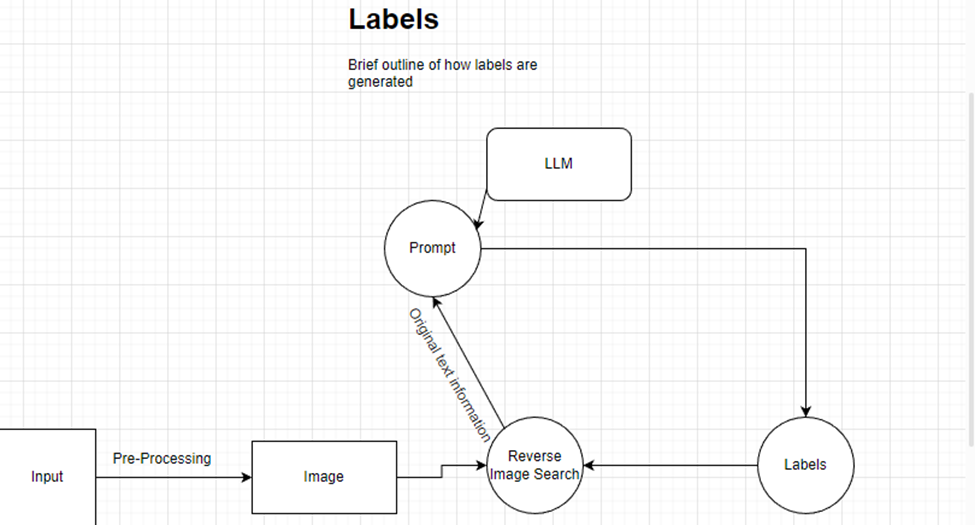 Labels
Brief outline of how labels are
generated
LLM
Prompt
Original text information
Pre-Processing
Input
Image
Reverse
Image Search
Labels